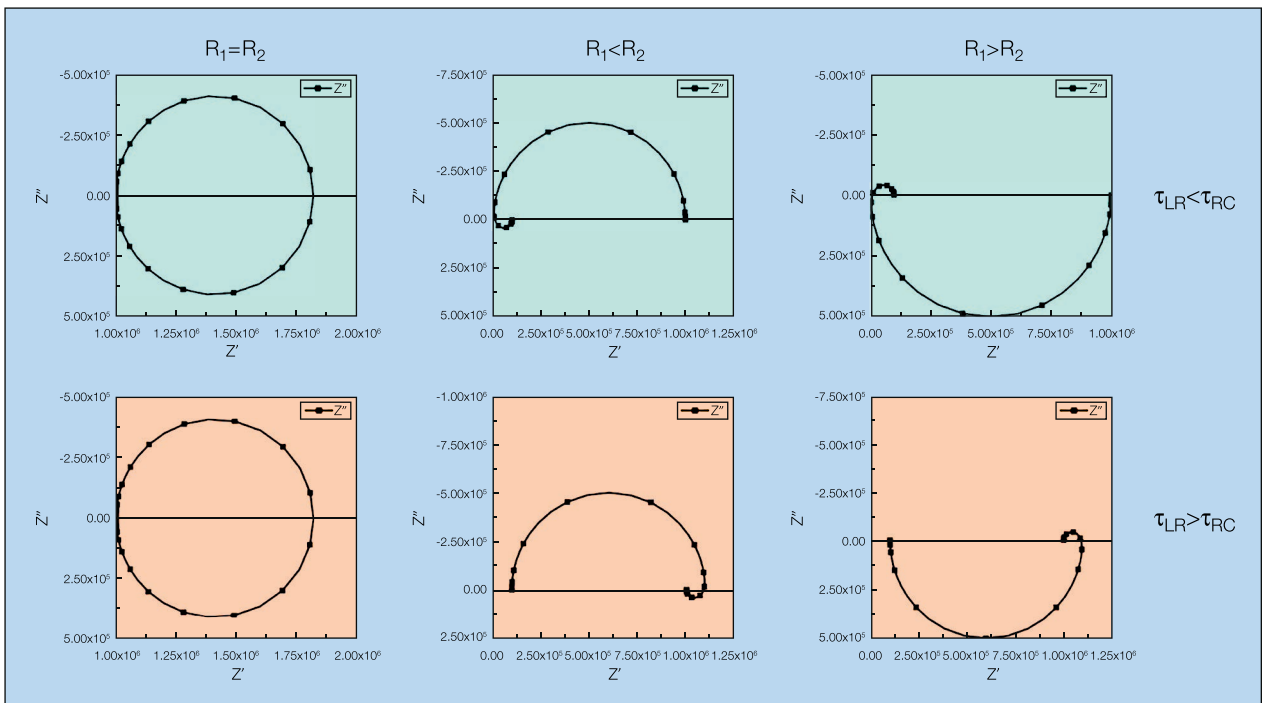 R₁=R₂
R₁<R₂
R₁>R₂
-5.00x10⁵
-2.50x10⁵
0.00
2.50x10⁵
5.00x10⁵
Z″
Z″
1.00x10⁶ 1.25x10⁶ 1.50x10⁶ 1.75x10⁶ 2.00x10⁶
Z′
-7.50x10⁵
-5.00x10⁵
-2.50x10⁵
0.00
2.50x10⁵
5.00x10⁵
Z″
Z″
0.00 2.50x10⁵ 5.00x10⁵ 7.50x10⁵ 1.00x10⁶ 1.25x10⁶
Z′
-5.00x10⁵
-2.50x10⁵
0.00
2.50x10⁵
5.00x10⁵
Z″
Z″
0.00 2.50x10⁵ 5.00x10⁵ 7.50x10⁵ 1.00x10⁶
Z′
τLR<τRC
-5.00x10⁵
-2.50x10⁵
0.00
2.50x10⁵
5.00x10⁵
Z″
Z″
1.00x10⁶ 1.25x10⁶ 1.50x10⁶ 1.75x10⁶ 2.00x10⁶
Z′
-1.00x10⁶
-7.50x10⁵
-5.00x10⁵
-2.50x10⁵
0.00
2.50x10⁵
Z″
Z″
0.00 2.50x10⁵ 5.00x10⁵ 7.50x10⁵ 1.00x10⁶ 1.25x10⁶
Z′
-7.50x10⁵
-5.00x10⁵
-2.50x10⁵
0.00
2.50x10⁵
5.00x10⁵
Z″
Z″
0.00 2.50x10⁵ 5.00x10⁵ 7.50x10⁵ 1.00x10⁶ 1.25x10⁶
Z′
τLR>τRC